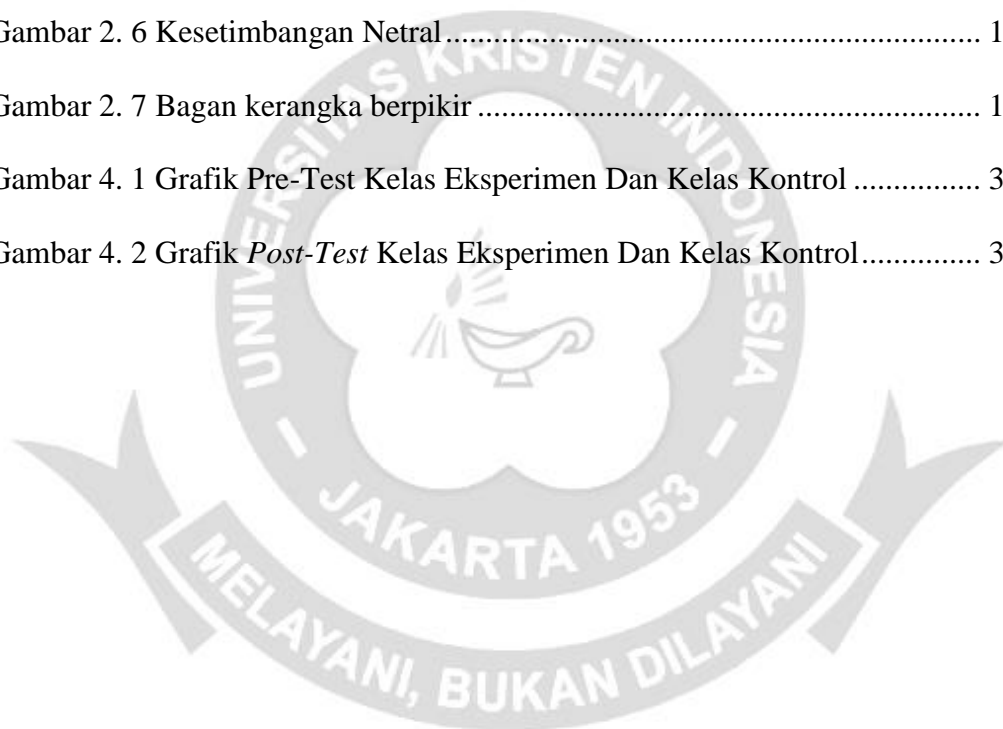 Gambar 2. 6 Kesetimbangan Netral.................................................................. 1
Gambar 2. 7 Bagan kerangka berpikir .............................................................. 1
Gambar 4. 1 Grafik Pre-Test Kelas Eksperimen Dan Kelas Kontrol ............... 3
Gambar 4. 2 Grafik Post-Test Kelas Eksperimen Dan Kelas Kontrol............... 3
UNIVERSITAS KRISTEN INDONESIA
- JAKARTA 1953 -
MELAYANI, BUKAN DILAYANI